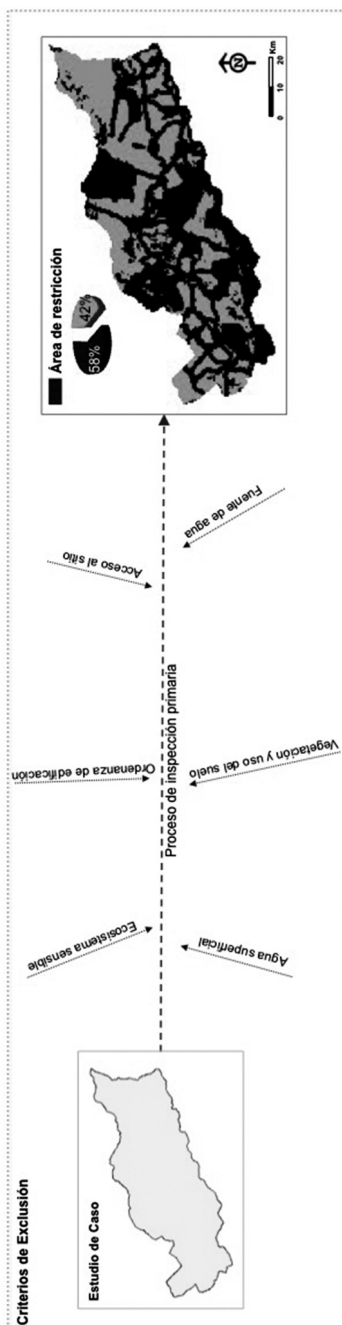 Criterios de Exclusión
Estudio de Caso
Ecosistema sensible
Ordenanza de edificación
Acceso al sitio
Proceso de inspección primaria
Agua superficial
Vegetación y uso del suelo
Fuente de agua
Área de restricción
58%
42%
N
0 10 20
Km